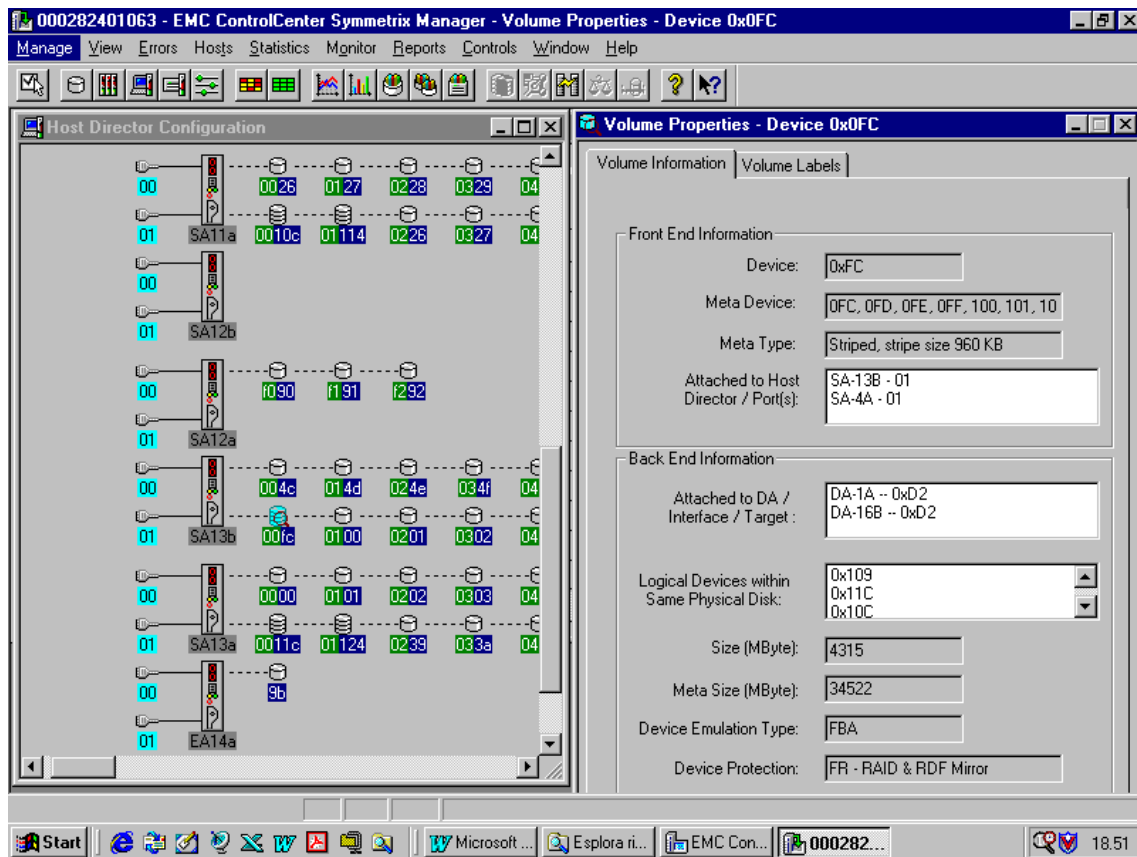 000282401063 - EMC ControlCenter Symmetrix Manager - Volume Properties - Device 0x0FC
Manage View Errors Hosts Statistics Monitor Reports Controls Window Help
Host Director Configuration
00 0026 0127 0228 0329 04
01 SA11a 0010c 01114 0226 0327 04
00
01 SA12b
00 f090 f191 f292
01 SA12a
00 004c 014d 024e 034f 04
01 SA13b 00fc 0100 0201 0302 04
00 0000 0101 0202 0303 04
01 SA13a 0011c 01124 0239 033a 04
00 9b
01 EA14a
Volume Properties - Device 0x0FC
Volume Information Volume Labels
Front End Information
Device: 0xFC
Meta Device: 0FC, 0FD, 0FE, 0FF, 100, 101, 10
Meta Type: Striped, stripe size 960 KB
Attached to Host SA-13B - 01
Director / Port(s): SA-4A - 01
Back End Information
Attached to DA / DA-1A -- 0xD2
Interface / Target : DA-16B -- 0xD2
Logical Devices within 0x109
Same Physical Disk: 0x11C
0x10C
Size (MByte): 4315
Meta Size (MByte): 34522
Device Emulation Type: FBA
Device Protection: FR - RAID & RDF Mirror
Start Microsoft ... Esplora ri... EMC Con... 000282... 18.51